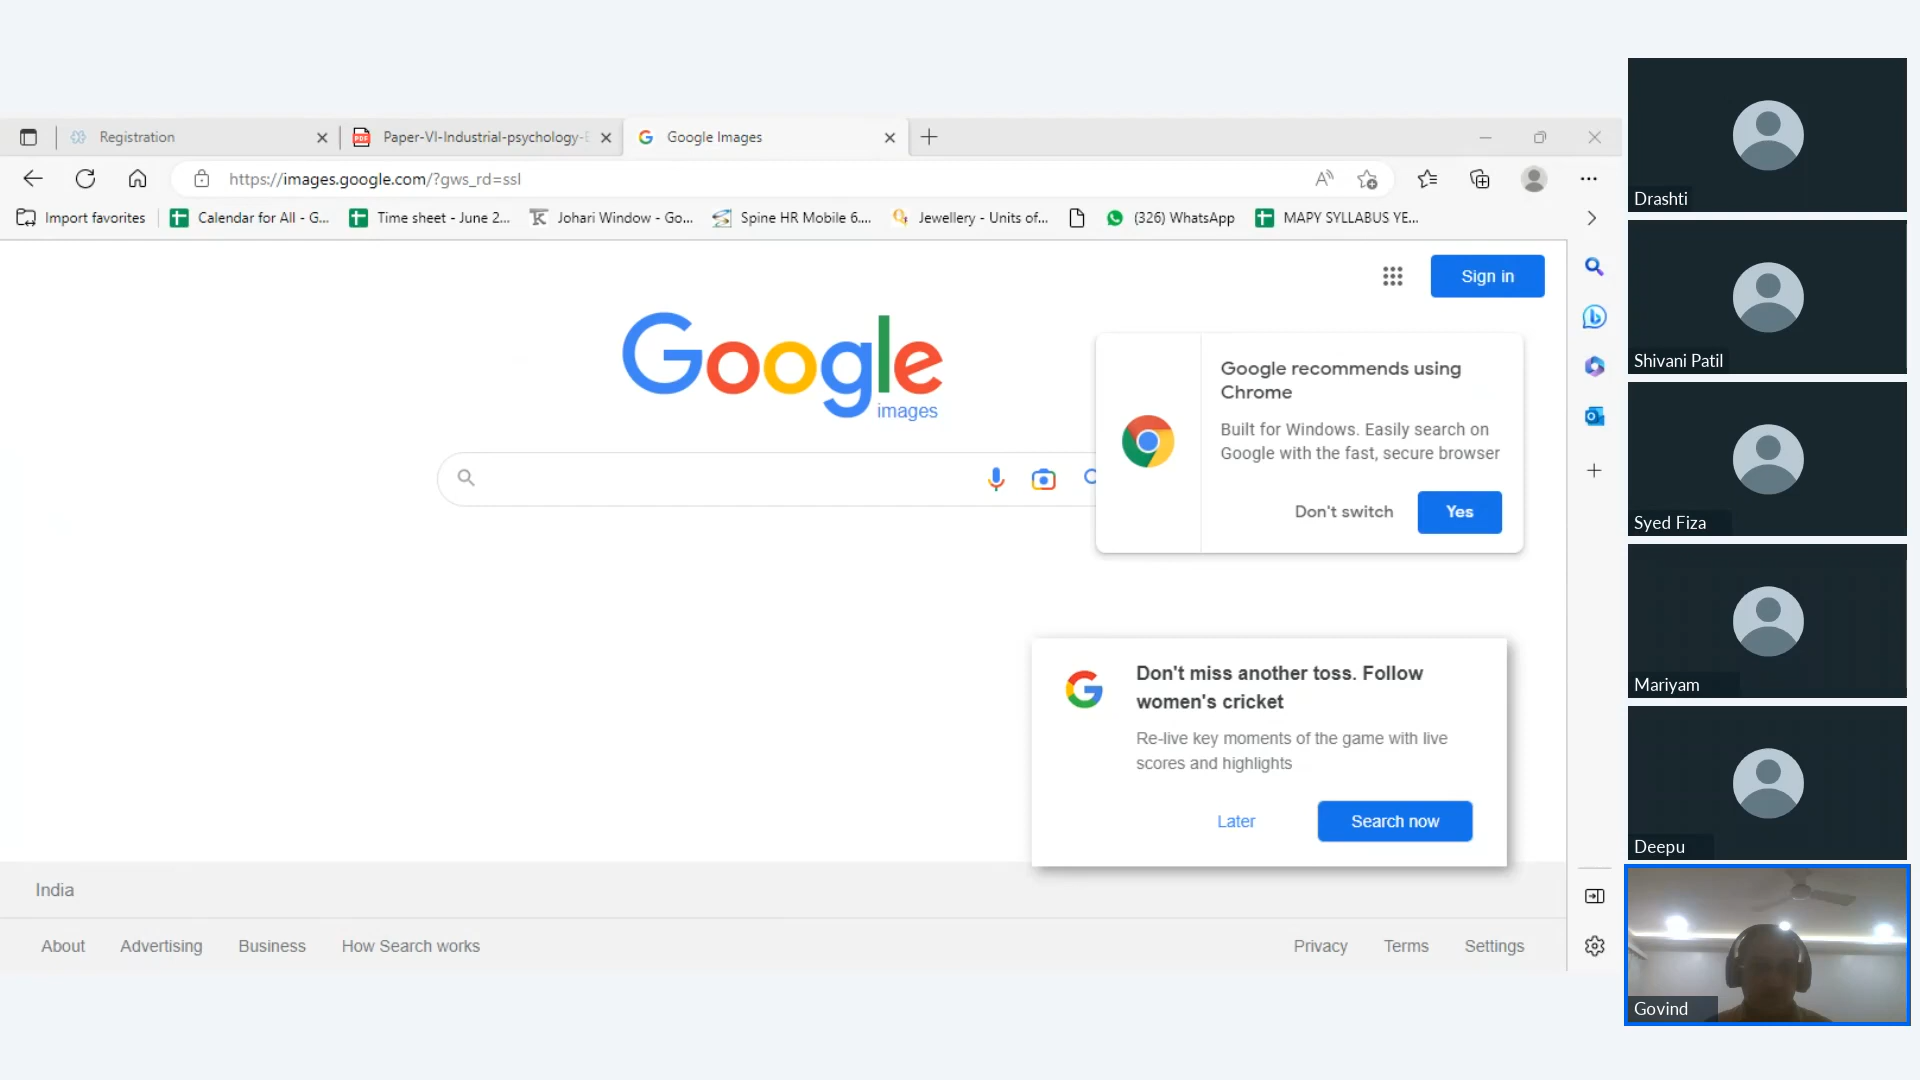 Registration
Paper-VI-Industrial-psychology-
Google Images
https://images.google.com/?gws_rd=ssl
Import favorites
Calendar for All - G...
Time sheet - June 2...
Johari Window - Go...
Spine HR Mobile 6....
Jewellery - Units of...
(326) WhatsApp
MAPY SYLLABUS YE...
Sign in
Google
images
Google recommends using
Chrome
Built for Windows. Easily search on
Google with the fast, secure browser
Don't switch
Yes
Don't miss another toss. Follow
women's cricket
Re-live key moments of the game with live
scores and highlights
Later
Search now
India
About
Advertising
Business
How Search works
Privacy
Terms
Settings
Drashti
Shivani Patil
Syed Fiza
Mariyam
Deepu
Govind